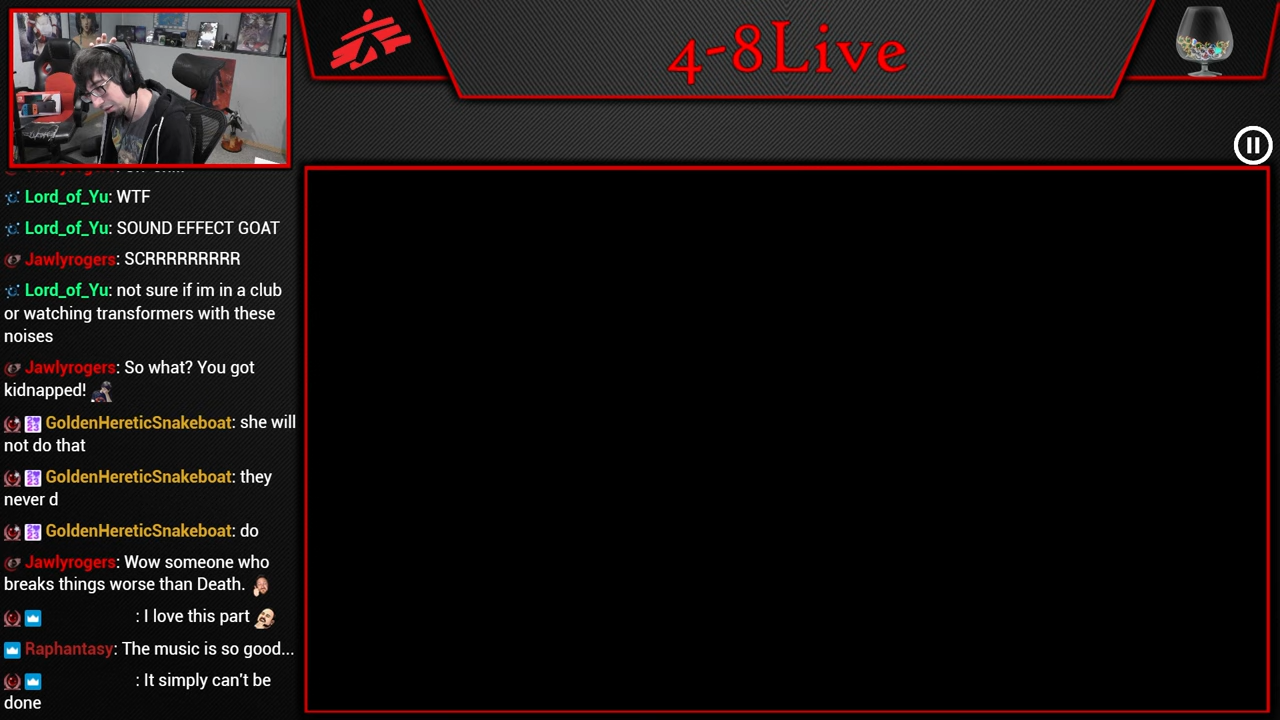 4-8Live
Lord_of_Yu: WTF
Lord_of_Yu: SOUND EFFECT GOAT
Jawlyrogers: SCRRRRRRRRR
Lord_of_Yu: not sure if im in a club
or watching transformers with these
noises
Jawlyrogers: So what? You got
kidnapped!
GoldenHereticSnakeboat: she will
not do that
GoldenHereticSnakeboat: they
never d
GoldenHereticSnakeboat: do
Jawlyrogers: Wow someone who
breaks things worse than Death.
: I love this part
Raphantasy: The music is so good...
: It simply can't be
done